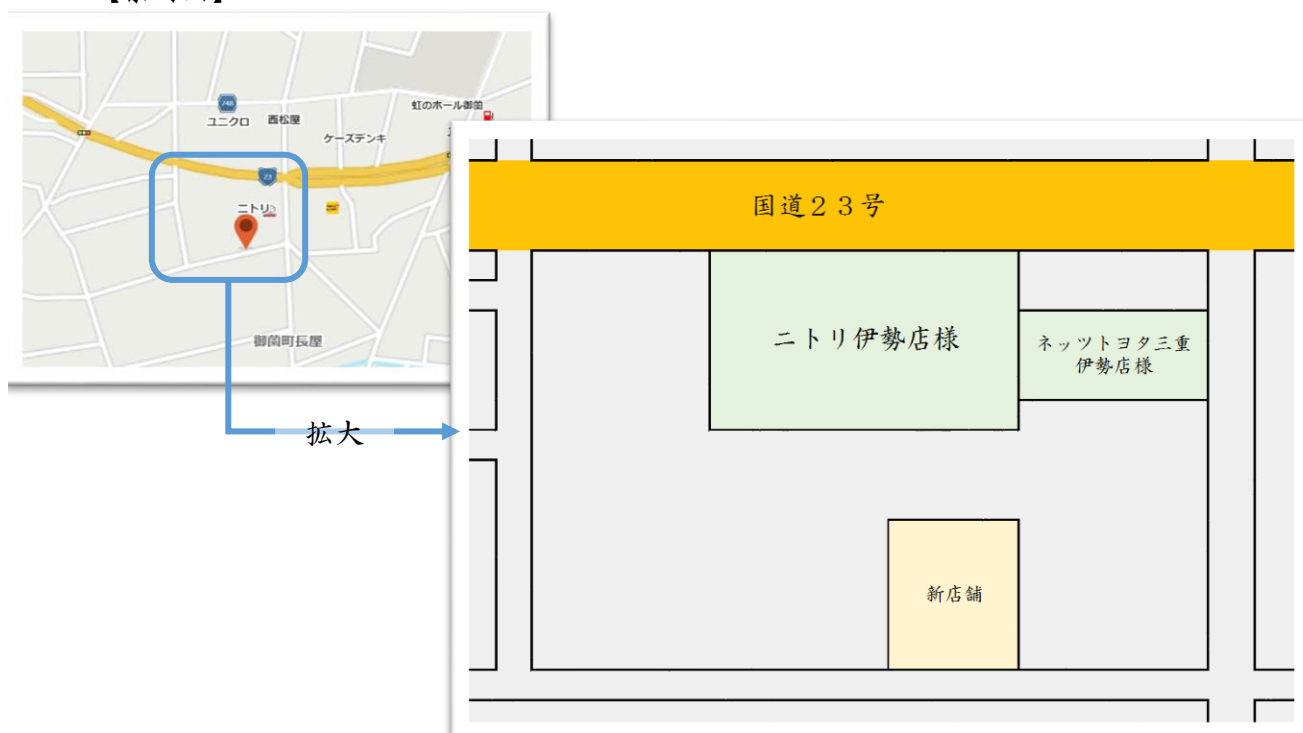 748
ユニクロ
西松屋
虹のホール御薗
ケーズデンキ
23
ニトリ
御薗町長屋
拡大
国道２３号
ニトリ伊勢店様
ネッツトヨタ三重
伊勢店様
新店舗